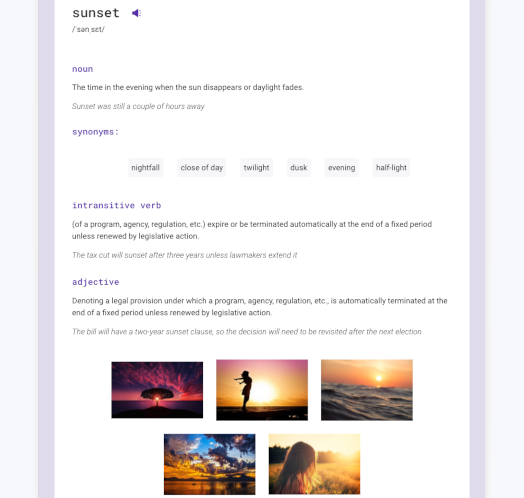 sunset
/ˈsənˌsɛt/
noun
The time in the evening when the sun disappears or daylight fades.
Sunset was still a couple of hours away
synonyms:
nightfall close of day twilight dusk evening half-light
intransitive verb
(of a program, agency, regulation, etc.) expire or be terminated automatically at the end of a fixed period
unless renewed by legislative action.
The tax cut will sunset after three years unless lawmakers extend it
adjective
Denoting a legal provision under which a program, agency, regulation, etc., is automatically terminated at the
end of a fixed period unless renewed by legislative action.
The bill will have a two-year sunset clause, so the decision will need to be revisited after the next election